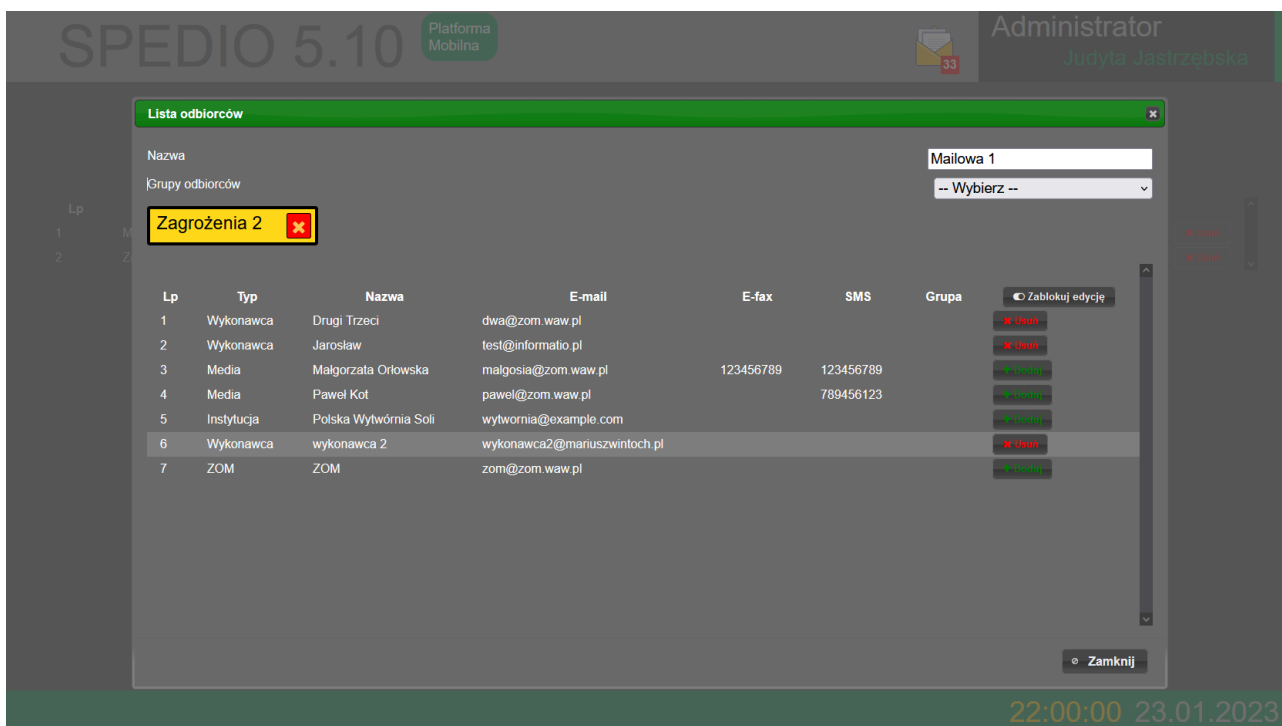 SPEDIO 5.10 Platforma Mobilna 33 Administrator
Judyta Jastrzębska
Lista odbiorców
Nazwa Mailowa 1
Grupy odbiorców -- Wybierz --
Zagrożenia 2
Lp
1 M
2 Z
Lp Typ Nazwa E-mail E-fax SMS Grupa Zablokuj edycję
1 Wykonawca Drugi Trzeci dwa@zom.waw.pl Usuń
2 Wykonawca Jarosław test@informatio.pl Usuń
3 Media Małgorzata Orłowska malgosia@zom.waw.pl 123456789 123456789 Dodaj
4 Media Paweł Kot pawel@zom.waw.pl 789456123 Dodaj
5 Instytucja Polska Wytwórnia Soli wytwornia@example.com Dodaj
6 Wykonawca wykonawca 2 wykonawca2@mariuszwintoch.pl Usuń
7 ZOM ZOM zom@zom.waw.pl Dodaj
Zamknij
22:00:00 23.01.2023